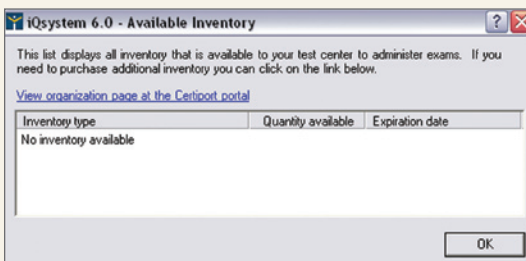 iQsystem 6.0 - Available Inventory
This list displays all inventory that is available to your test center to administer exams. If you
need to purchase additional inventory you can click on the link below.
View organization page at the Certiport portal
Inventory type Quantity available Expiration date
No inventory available
OK